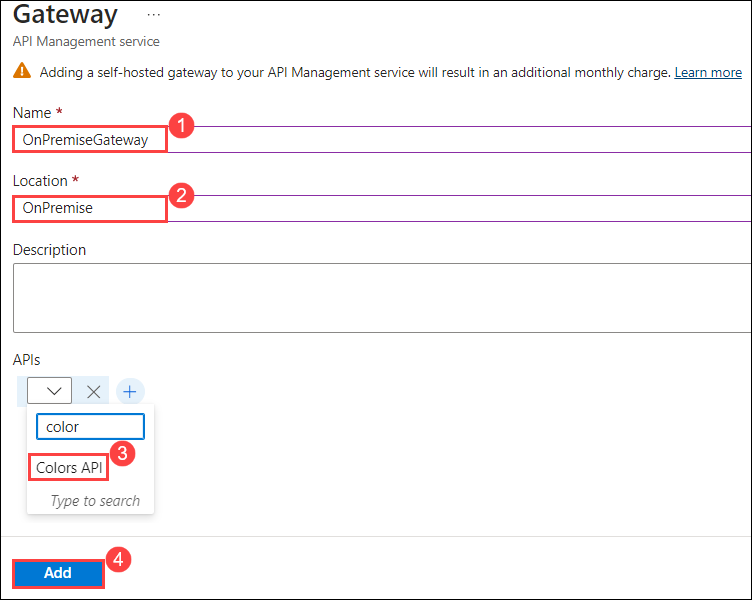 Gateway ...
API Management service
Adding a self-hosted gateway to your API Management service will result in an additional monthly charge. Learn more
Name *
1
OnPremiseGateway
Location *
2
OnPremise
Description
APIs
color
3
Colors API
Type to search
4
Add